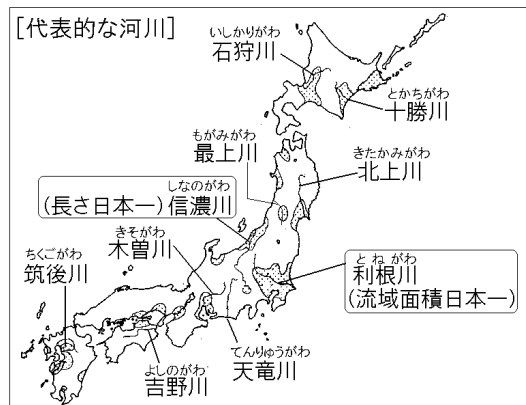 [代表的な河川]
いしかりがわ
石狩川
とかちがわ
十勝川
もがみがわ
最上川
きたかみがわ
北上川
しなのがわ
(長さ日本一)信濃川
きそがわ
木曽川
ちくごがわ
筑後川
とねがわ
利根川
(流域面積日本一)
てんりゅうがわ
天竜川
よしのがわ
吉野川